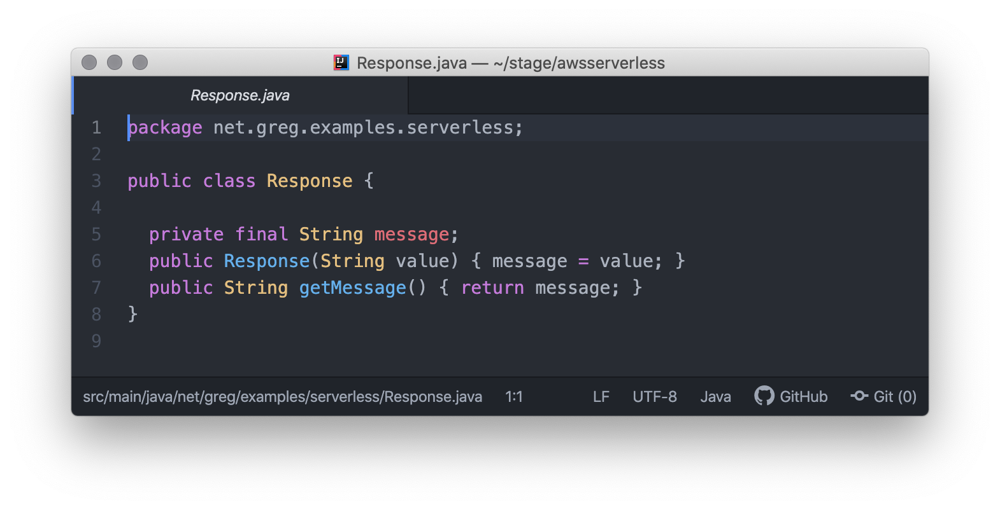 IJ Response.java — ~/stage/awsserverless
Response.java
1 package net.greg.examples.serverless;
2
3 public class Response {
4
5   private final String message;
6   public Response(String value) { message = value; }
7   public String getMessage() { return message; }
8 }
9
src/main/java/net/greg/examples/serverless/Response.java 1:1 LF UTF-8 Java GitHub Git (0)